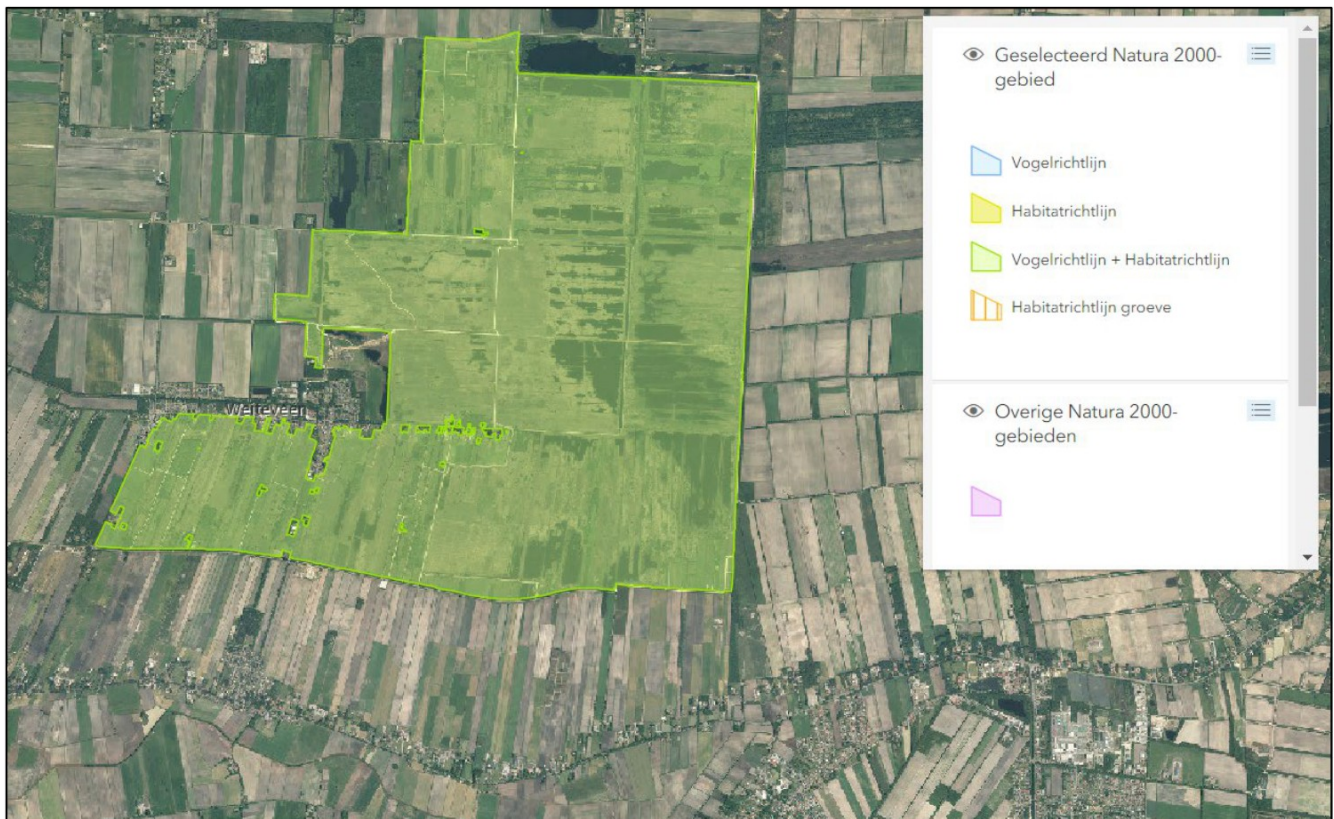 Geselecteerd Natura 2000-
gebied
Vogelrichtlijn
Habitatrichtlijn
Vogelrichtlijn + Habitatrichtlijn
Habitatrichtlijn groeve
Weiteveen
Overige Natura 2000-
gebieden